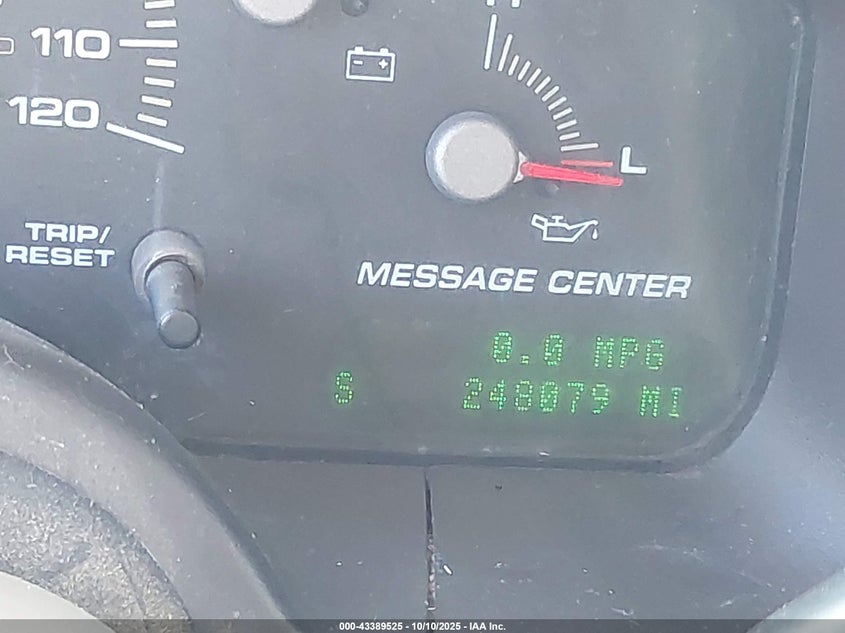 110
120
L
TRIP/
RESET
MESSAGE CENTER
0.0 MPG
S 248079 MI
000-43389525 - 10/10/2025 - IAA Inc.